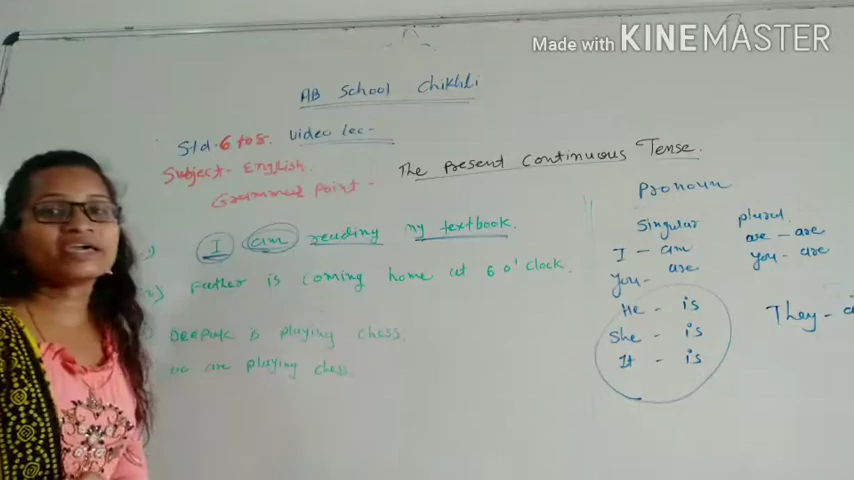 Made with KINEMASTER
AB School Chikhli
Std. 6 to 8. Video lec-
Subject- English.
Grammar Point - The present Continuous Tense.
I am reading my textbook.
Father is coming home at 6 o'clock.
Deepak is playing chess.
we are playing chess.
Pronoun
Singular plural.
I - am we - are
you - are you - are
He - is They -
She - is
It - is